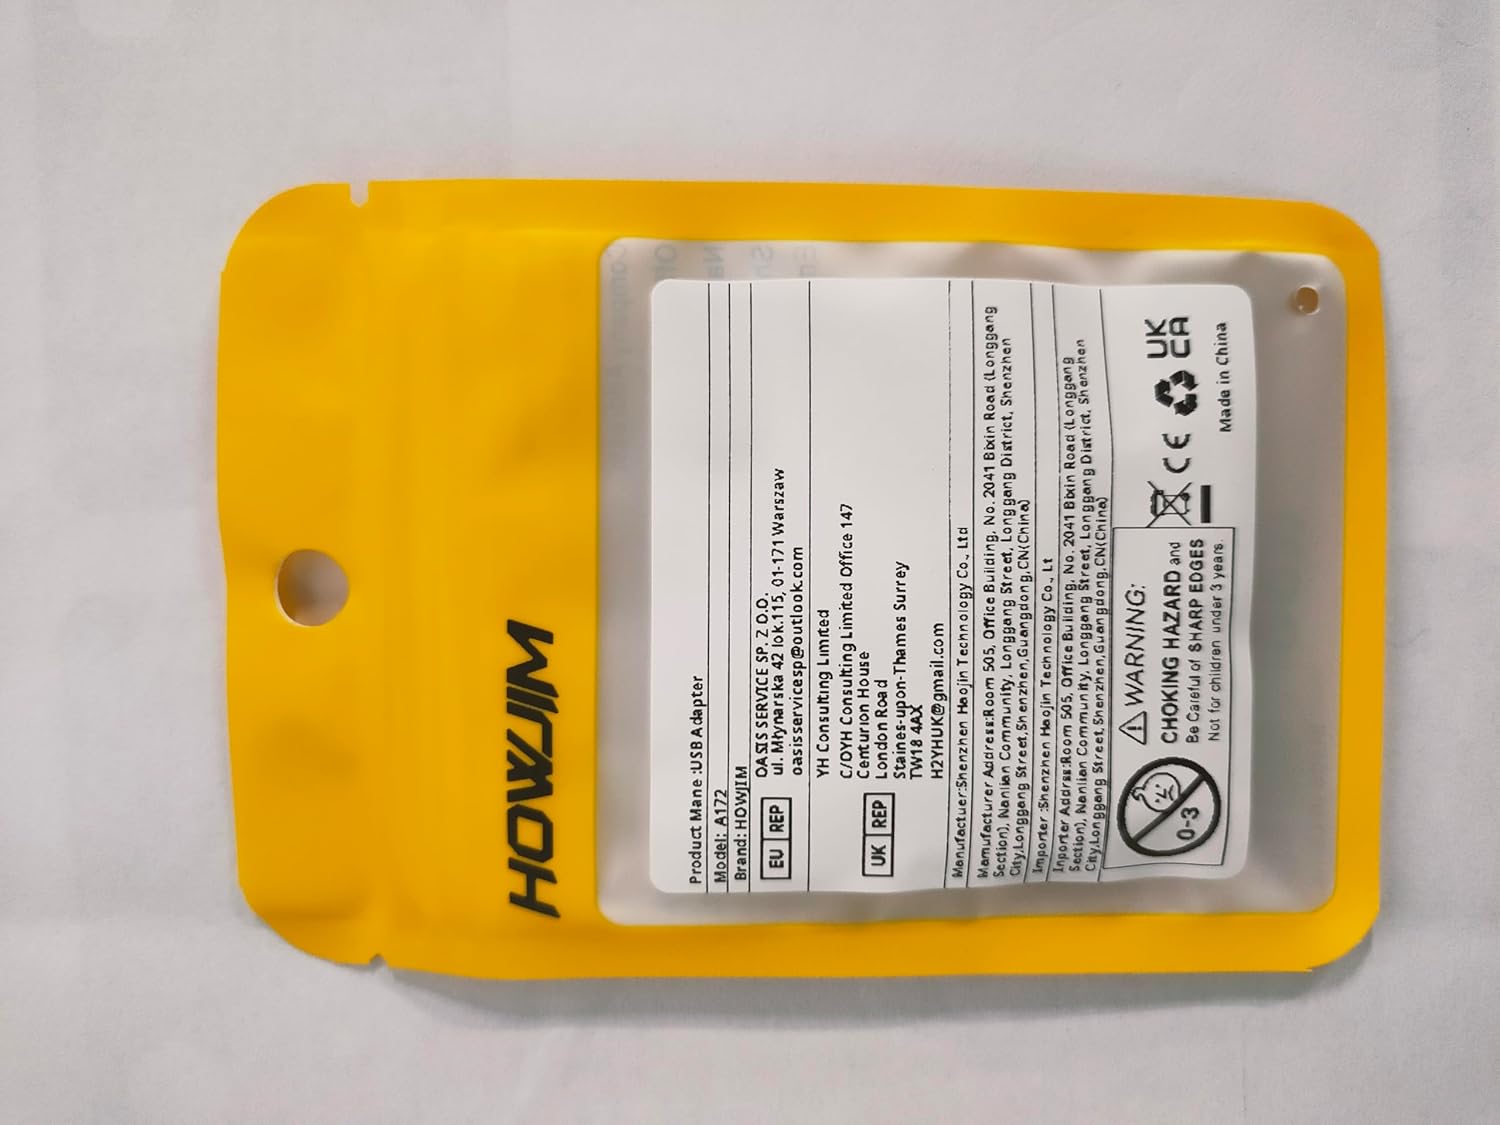 HOWJIM
Product Mane :USB Adapter
Model: A172
Brand: HOWJIM
EU REP
OASIS SERVICE SP. Z O.O.
ul. Młynarska 42 lok.115, 01-171 Warszaw
oasisservicesp@outlook.com
UK REP
YH Consulting Limited
C/OYH Consulting Limited Office 147
Centurion House
London Road
Staines-upon-Thames Surrey
TW18 4AX
H2YHUK@gmail.com
Manufactuer:Shenzhen Haojin Technology Co., Ltd
Mamufacturer Address:Room 505, Office Building, No. 2041 Bixin Road (Longgang
Section), Nanlian Community, Longgang Street, Longgang District, Shenzhen
City,Longgang Street,Shenzhen,Guangdong,CN(China)
Importer :Shenzhen Haojin Technology Co., Lt
Inporter Addrss:Room 505, Office Building, No. 2041 Bixin Road (Longgang
Section), Nanlian Community, Longgang Street, Longgang District, Shenzhen
City,Longgang Street,Shenzhen,Guangdong,CN(China)
0-3
WARNING:
CHOKING HAZARD and
Be Careful of SHARP EDGES
Not for children under 3 years.
CE
UK
CA
Made in China